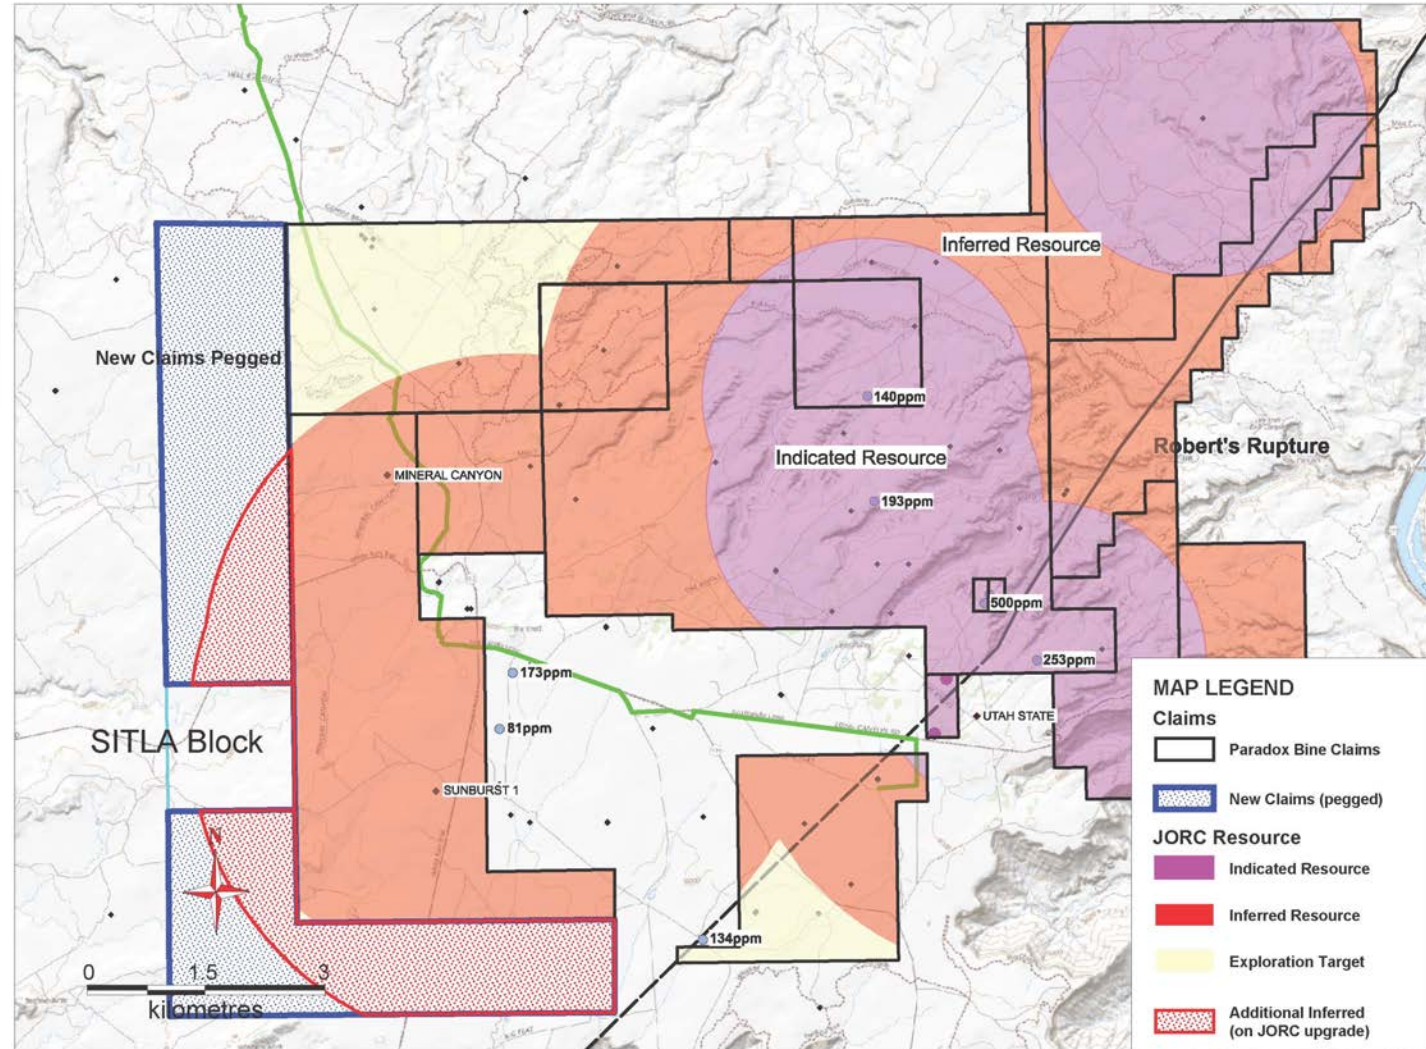 Inferred Resource
New Claims Pegged
140ppm
Robert's Rupture
Indicated Resource
MINERAL CANYON
193ppm
500ppm
253ppm
173ppm
MAP LEGEND
Claims
Paradox Bine Claims
New Claims (pegged)
JORC Resource
Indicated Resource
Inferred Resource
Exploration Target
Additional Inferred
(on JORC upgrade)
UTAH STATE
81ppm
SITLA Block
SUNBURST 1
N
134ppm
0 1.5 3
kilometres